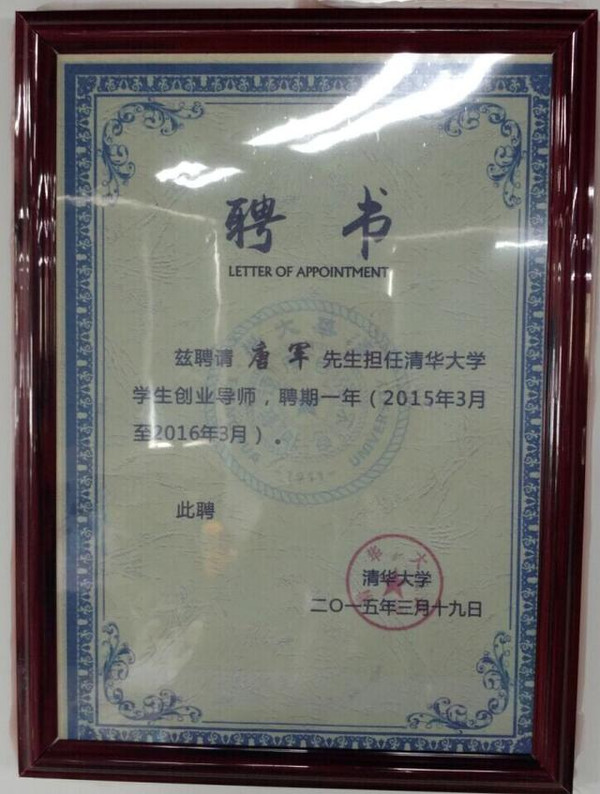 聘书
LETTER OF APPOINTMENT
兹聘请 唐军 先生担任清华大学
学生创业导师，聘期一年（2015年3月
至2016年3月）。
此聘
清华大学
二〇一五年三月十九日